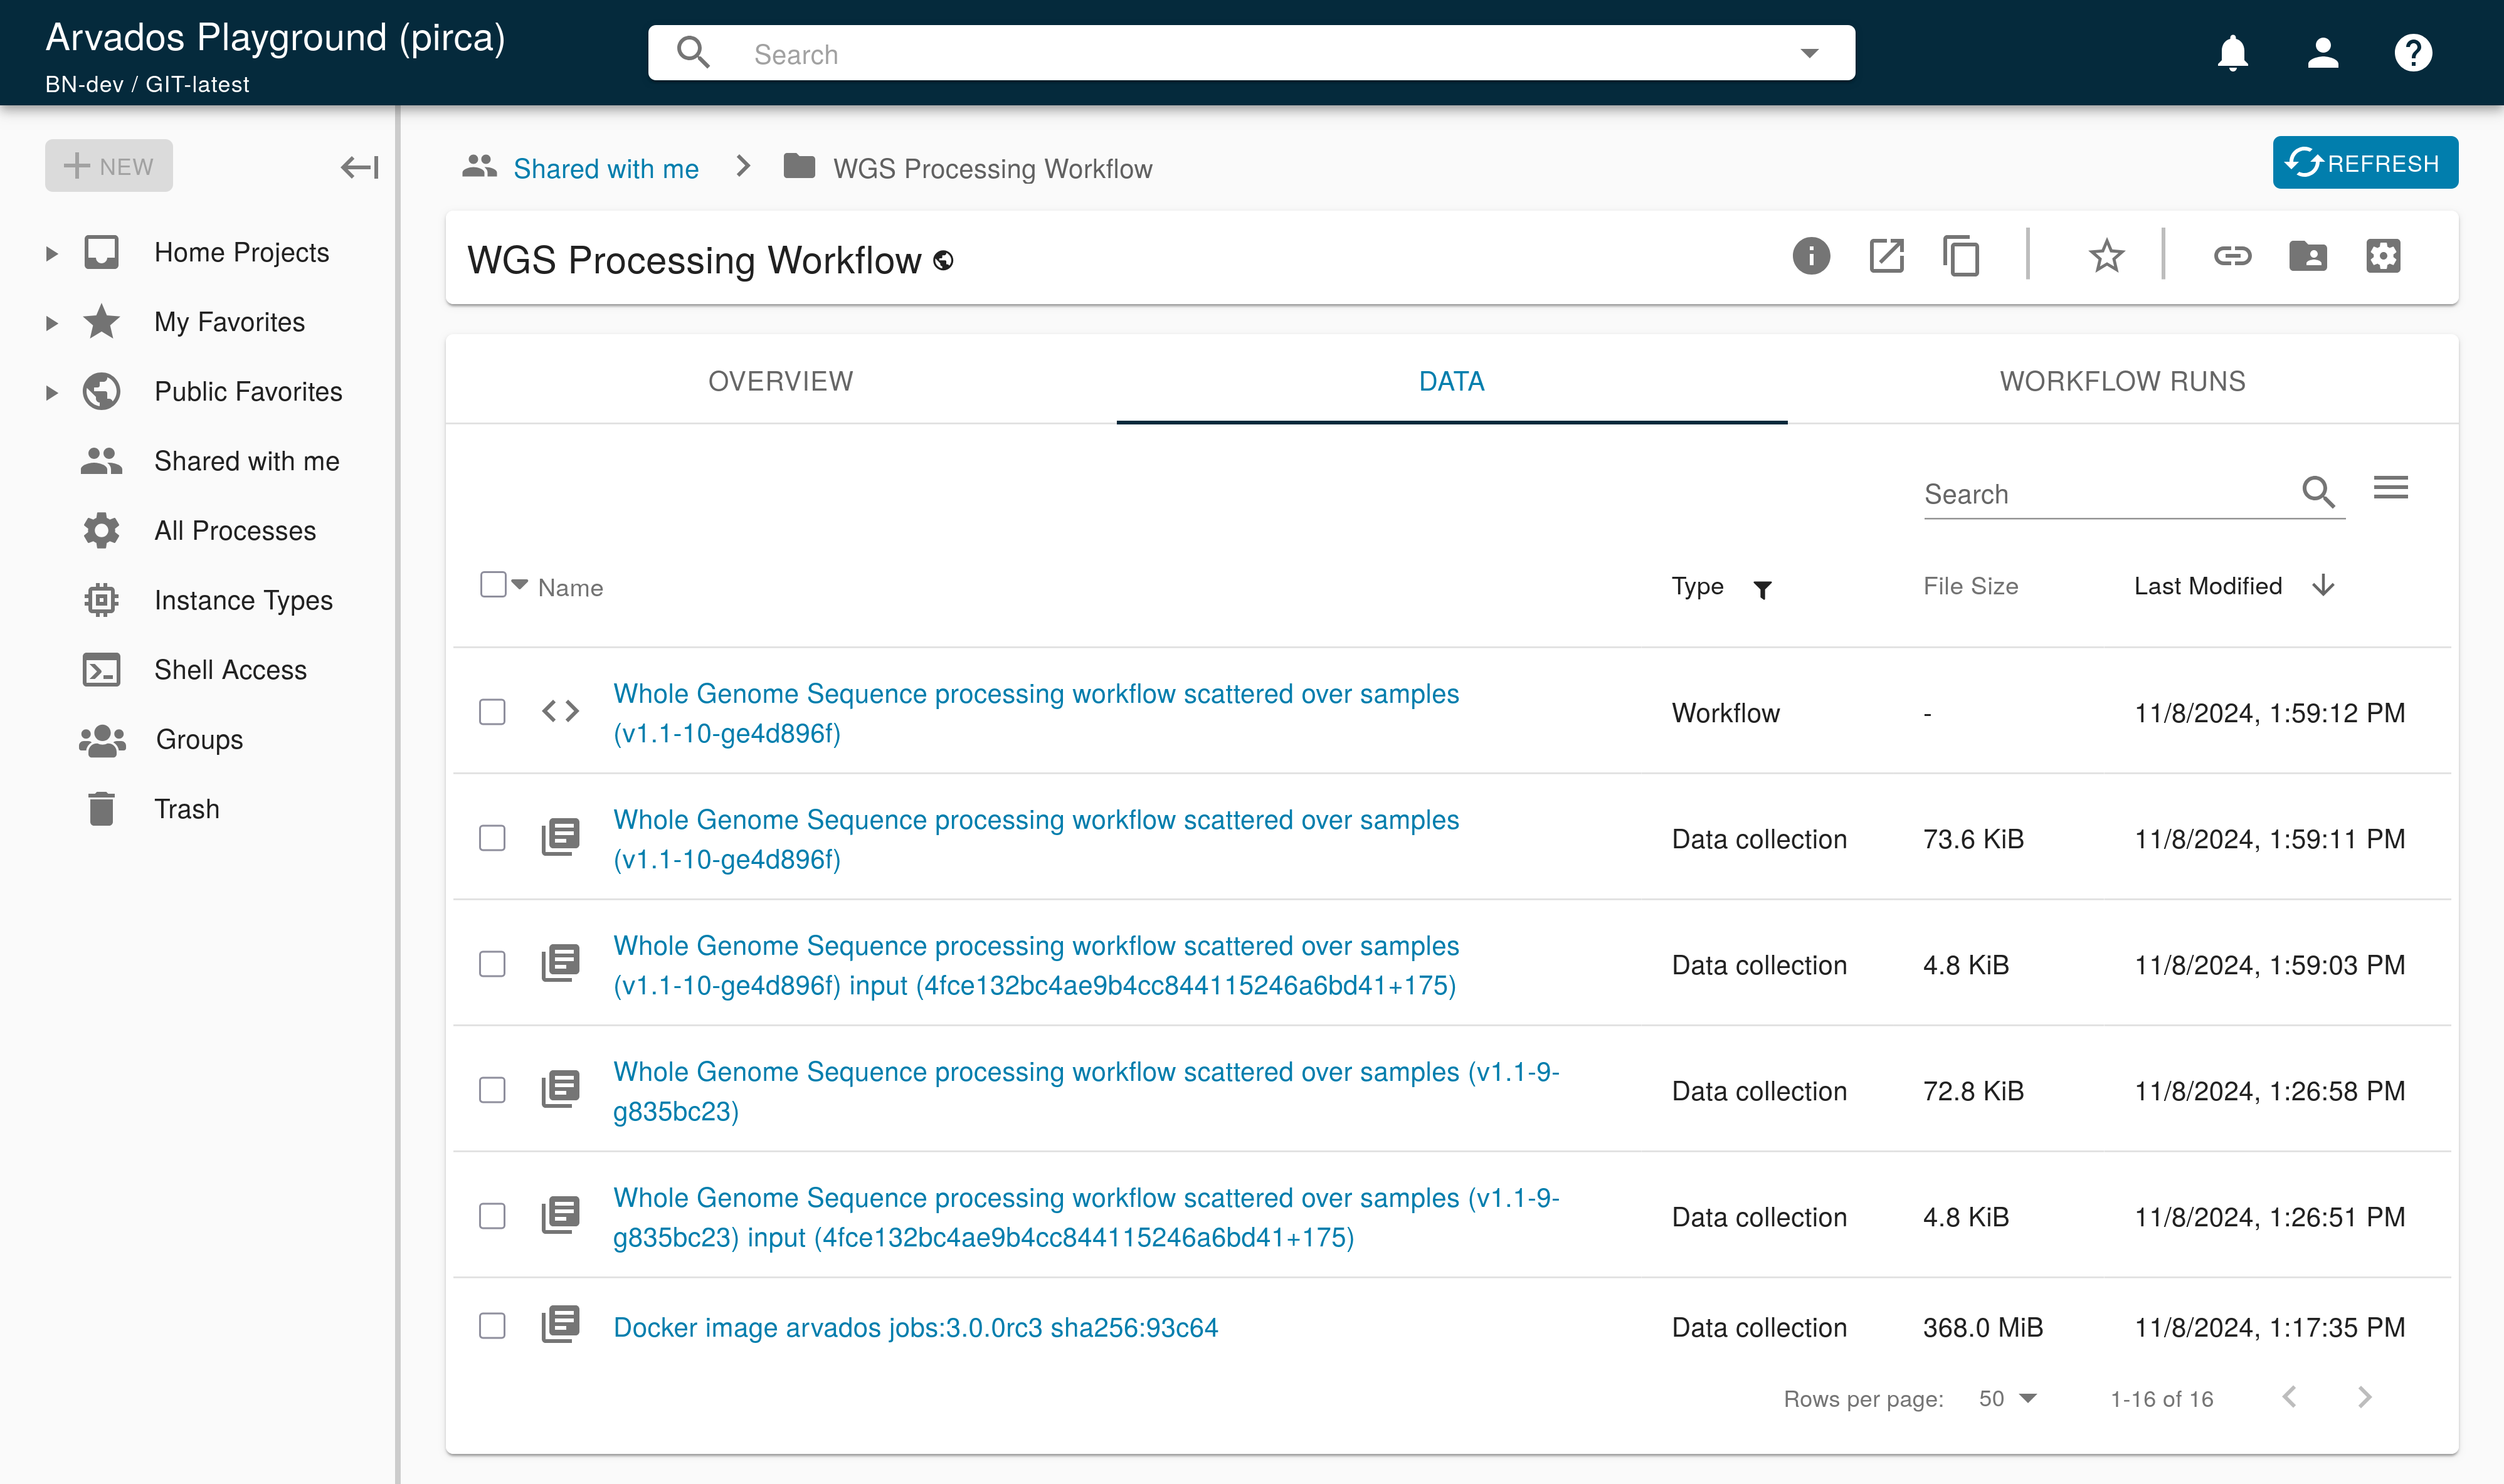 Arvados Playground (pirca)
BN-dev / GIT-latest
Search
NEW
Home Projects
My Favorites
Public Favorites
Shared with me
All Processes
Instance Types
Shell Access
Groups
Trash
Shared with me
WGS Processing Workflow
REFRESH
WGS Processing Workflow
OVERVIEW
DATA
WORKFLOW RUNS
Search
Name
Type
File Size
Last Modified
Whole Genome Sequence processing workflow scattered over samples
(v1.1-10-ge4d896f)
Workflow
-
11/8/2024, 1:59:12 PM
Whole Genome Sequence processing workflow scattered over samples
(v1.1-10-ge4d896f)
Data collection
73.6 KiB
11/8/2024, 1:59:11 PM
Whole Genome Sequence processing workflow scattered over samples
(v1.1-10-ge4d896f) input (4fce132bc4ae9b4cc844115246a6bd41+175)
Data collection
4.8 KiB
11/8/2024, 1:59:03 PM
Whole Genome Sequence processing workflow scattered over samples (v1.1-9-
g835bc23)
Data collection
72.8 KiB
11/8/2024, 1:26:58 PM
Whole Genome Sequence processing workflow scattered over samples (v1.1-9-
g835bc23) input (4fce132bc4ae9b4cc844115246a6bd41+175)
Data collection
4.8 KiB
11/8/2024, 1:26:51 PM
Docker image arvados jobs:3.0.0rc3 sha256:93c64
Data collection
368.0 MiB
11/8/2024, 1:17:35 PM
Rows per page:
50
1-16 of 16